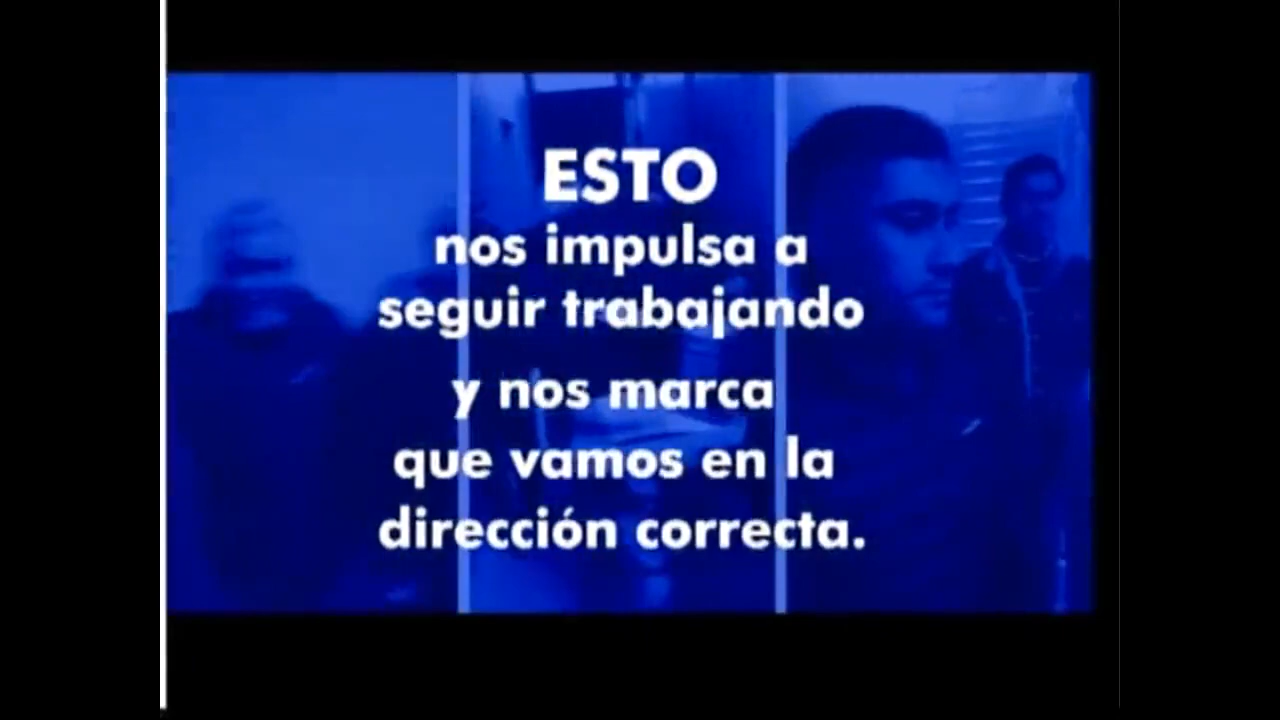 ESTO
nos impulsa a
seguir trabajando
y nos marca
que vamos en la
dirección correcta.